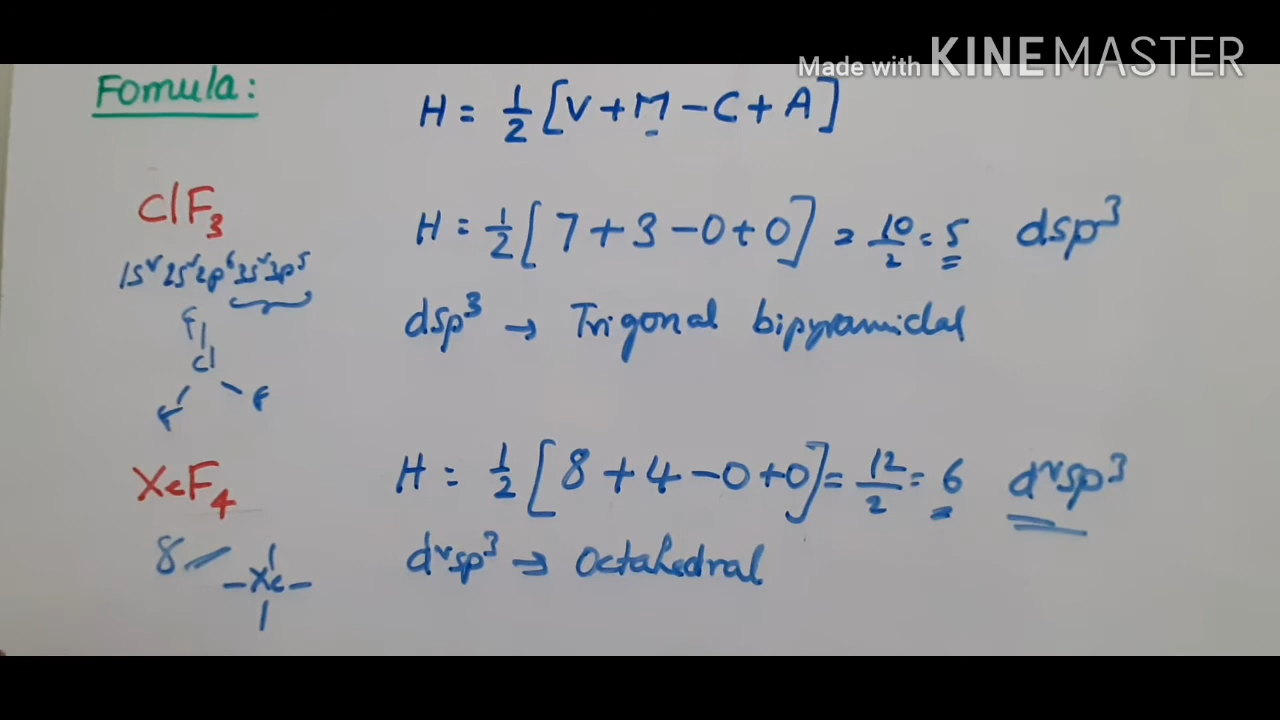 Made with KINEMASTER
Fomula:
H = 1/2 [V + M - C + A]
ClF3
H = 1/2 [7 + 3 - 0 + 0] = 10/2 = 5 dsp³
1s² 2s² 2p⁶ 3s² 3p⁵
dsp³ → Trigonal bipyramidal
F
Cl
F F
XeF4
H = 1/2 [8 + 4 - 0 + 0] = 12/2 = 6 d²sp³
8
d²sp³ → Octahedral
-Xe-